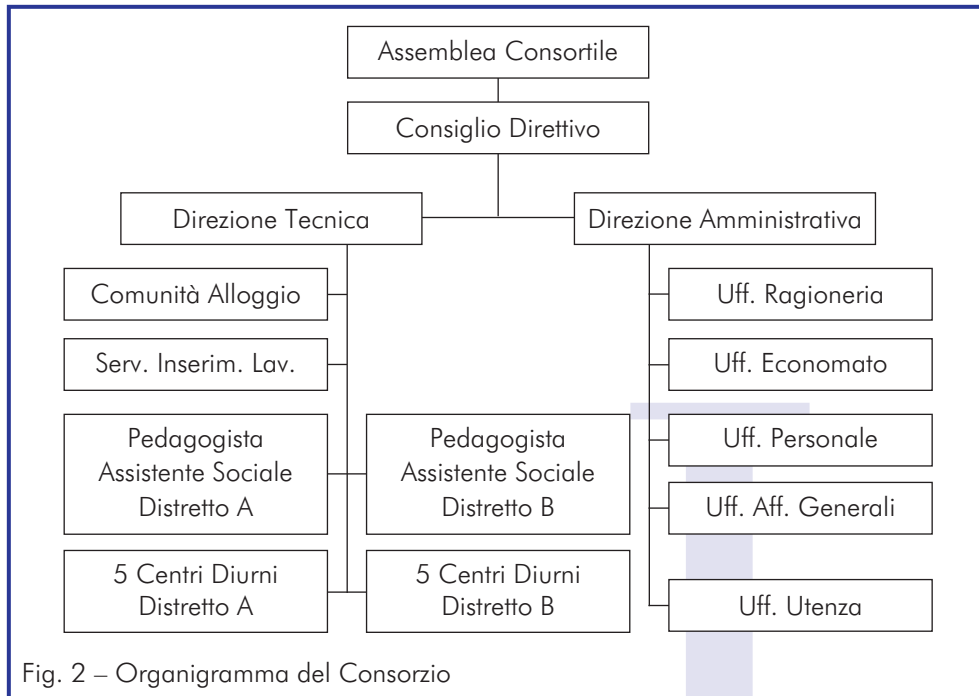 Assemblea Consortile
Consiglio Direttivo
Direzione Tecnica
Direzione Amministrativa
Comunità Alloggio
Serv. Inserim. Lav.
Pedagogista
Assistente Sociale
Distretto A
Pedagogista
Assistente Sociale
Distretto B
5 Centri Diurni
Distretto A
5 Centri Diurni
Distretto B
Uff. Ragioneria
Uff. Economato
Uff. Personale
Uff. Aff. Generali
Uff. Utenza
Fig. 2 – Organigramma del Consorzio